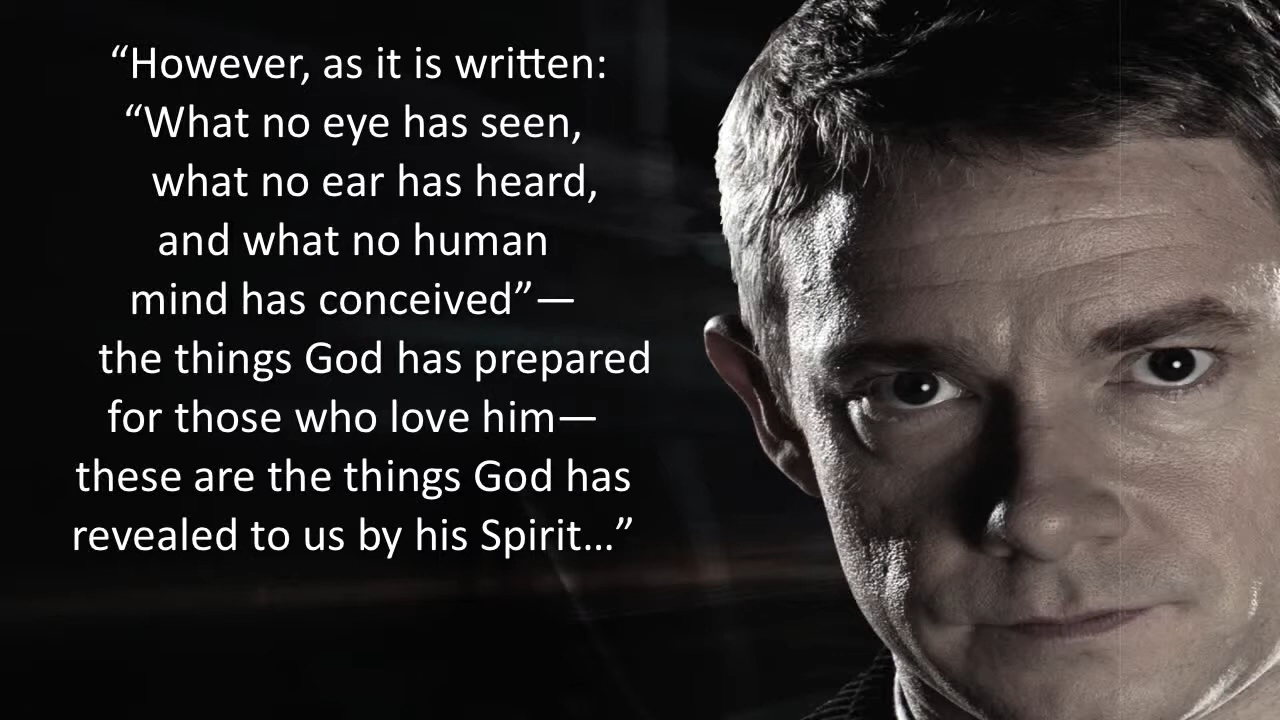 “However, as it is written:
“What no eye has seen,
what no ear has heard,
and what no human
mind has conceived”—
the things God has prepared
for those who love him—
these are the things God has
revealed to us by his Spirit…”